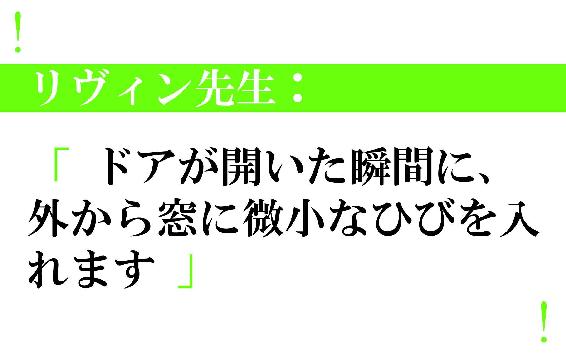 !
リヴィン先生：
「 ドアが開いた瞬間に、
外から窓に微小なひびを入
れます 」
!